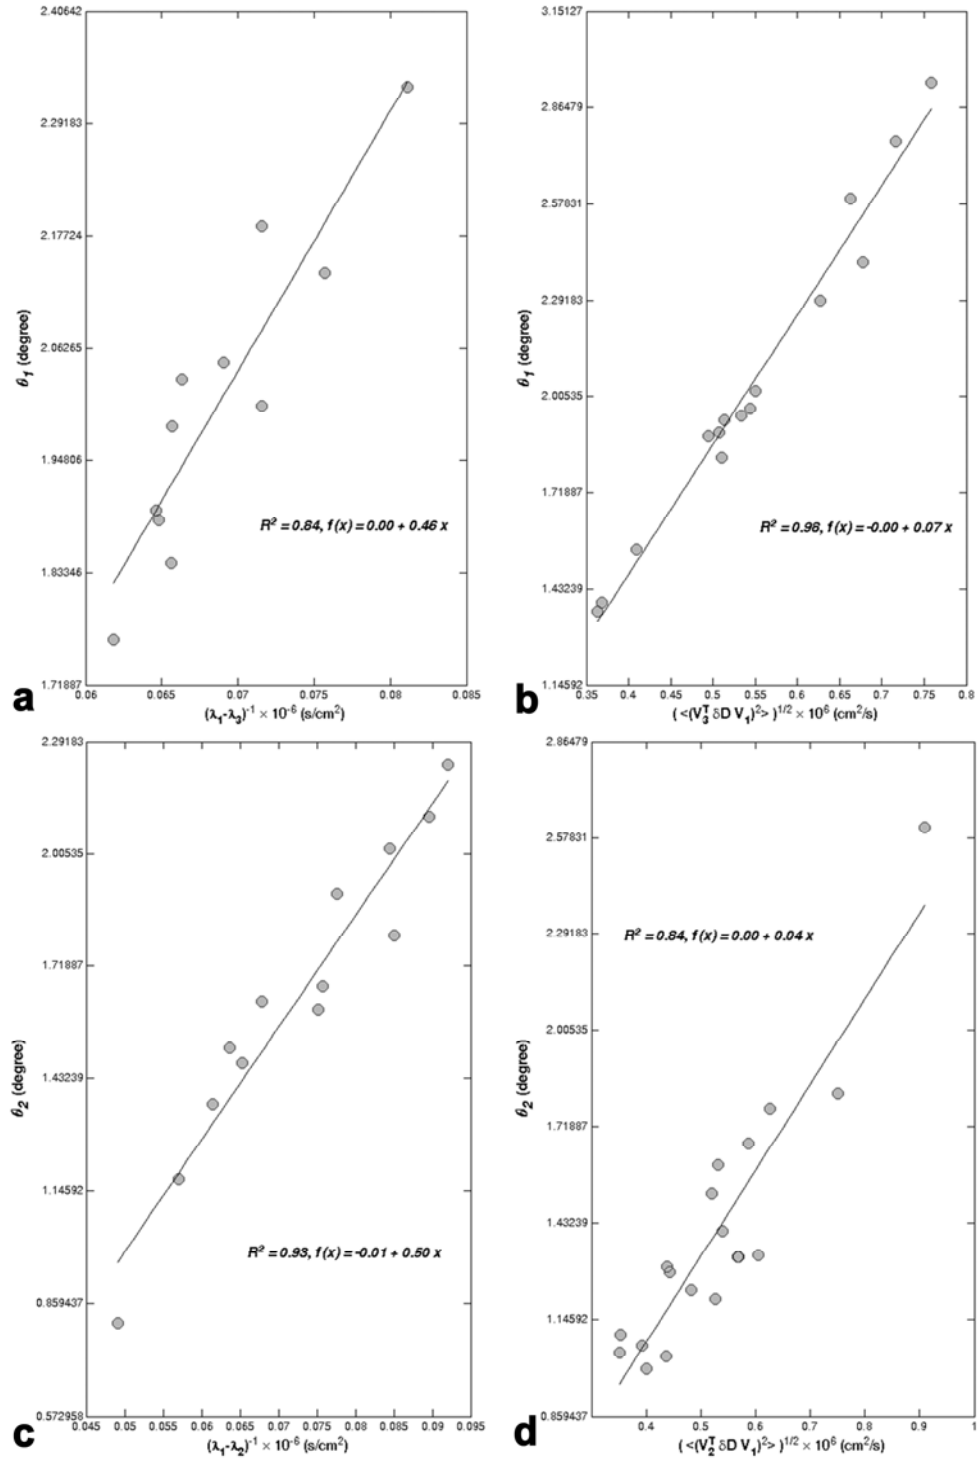 2.40642
2.29183
2.17724
2.06265
1.94806
1.83346
1.71887
θ1 (degree)
R² = 0.84, f(x) = 0.00 + 0.46 x
0.06 0.065 0.07 0.075 0.08 0.085
(λ1-λ3)-1 × 10-6 (s/cm2)
a
3.15127
2.86479
2.57831
2.29183
2.00535
1.71887
1.43239
1.14592
θ1 (degree)
R² = 0.98, f(x) = -0.00 + 0.07 x
0.35 0.4 0.45 0.5 0.55 0.6 0.65 0.7 0.75 0.8
( <(V3T δD V1)2> )1/2 × 106 (cm2/s)
b
2.29183
2.00535
1.71887
1.43239
1.14592
0.859437
0.572958
θ2 (degree)
R² = 0.93, f(x) = -0.01 + 0.50 x
0.045 0.05 0.055 0.06 0.065 0.07 0.075 0.08 0.085 0.09 0.095
(λ1-λ2)-1 × 10-6 (s/cm2)
c
2.86479
2.57831
2.29183
2.00535
1.71887
1.43239
1.14592
0.859437
θ2 (degree)
R² = 0.84, f(x) = 0.00 + 0.04 x
0.4 0.5 0.6 0.7 0.8 0.9 1
( <(V2T δD V1)2> )1/2 × 106 (cm2/s)
d